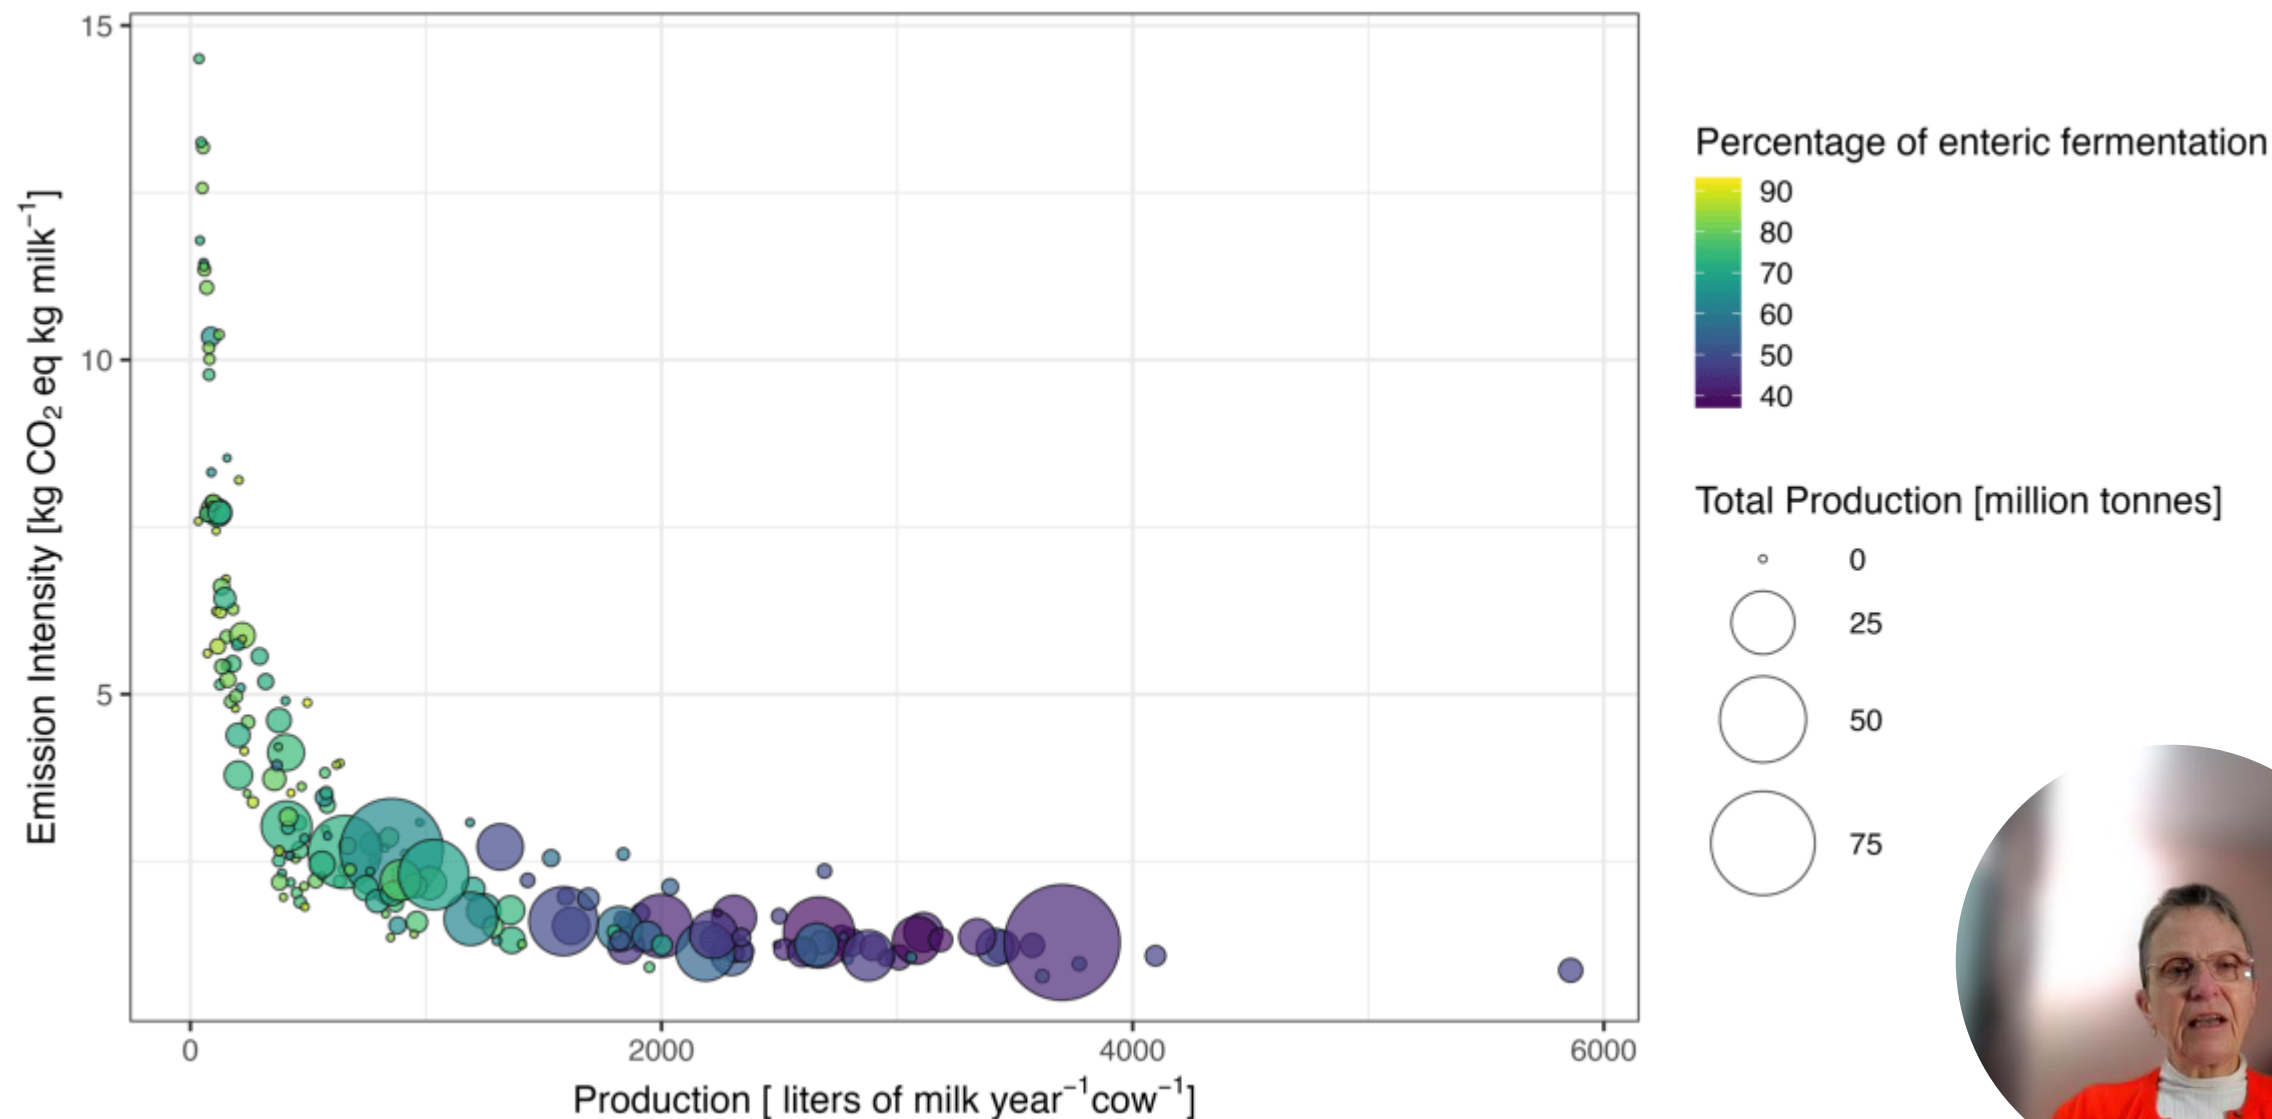 15
10
5
Emission Intensity [kg CO₂ eq kg milk⁻¹]
0 2000 4000 6000
Production [ liters of milk year⁻¹cow⁻¹]
Percentage of enteric fermentation
90
80
70
60
50
40
Total Production [million tonnes]
0
25
50
75